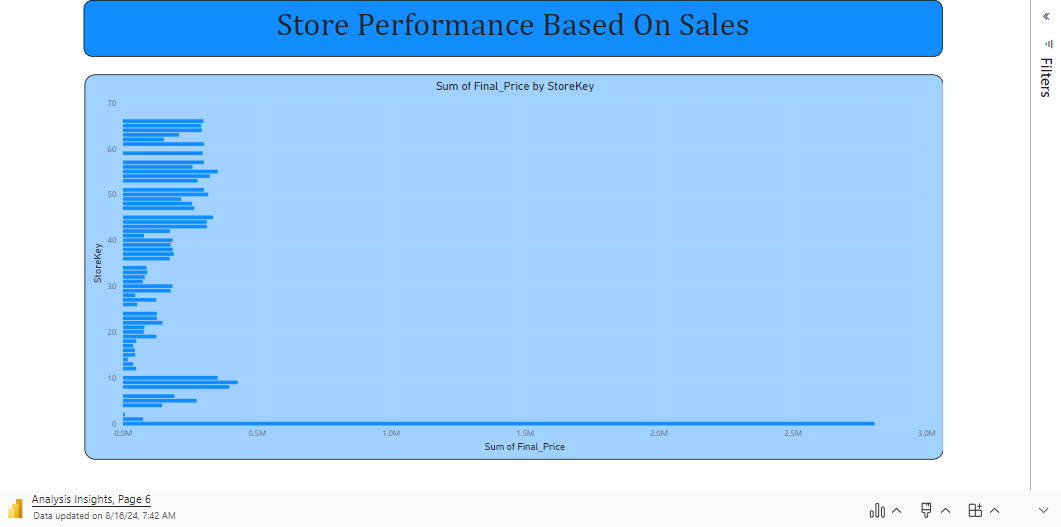 Store Performance Based On Sales
«
Filters
Sum of Final_Price by StoreKey
70
60
50
40
30
20
10
0
StoreKey
0.0M 0.5M 1.0M 1.5M 2.0M 2.5M 3.0M
Sum of Final_Price
Analysis Insights, Page 6
Data updated on 8/16/24, 7:42 AM